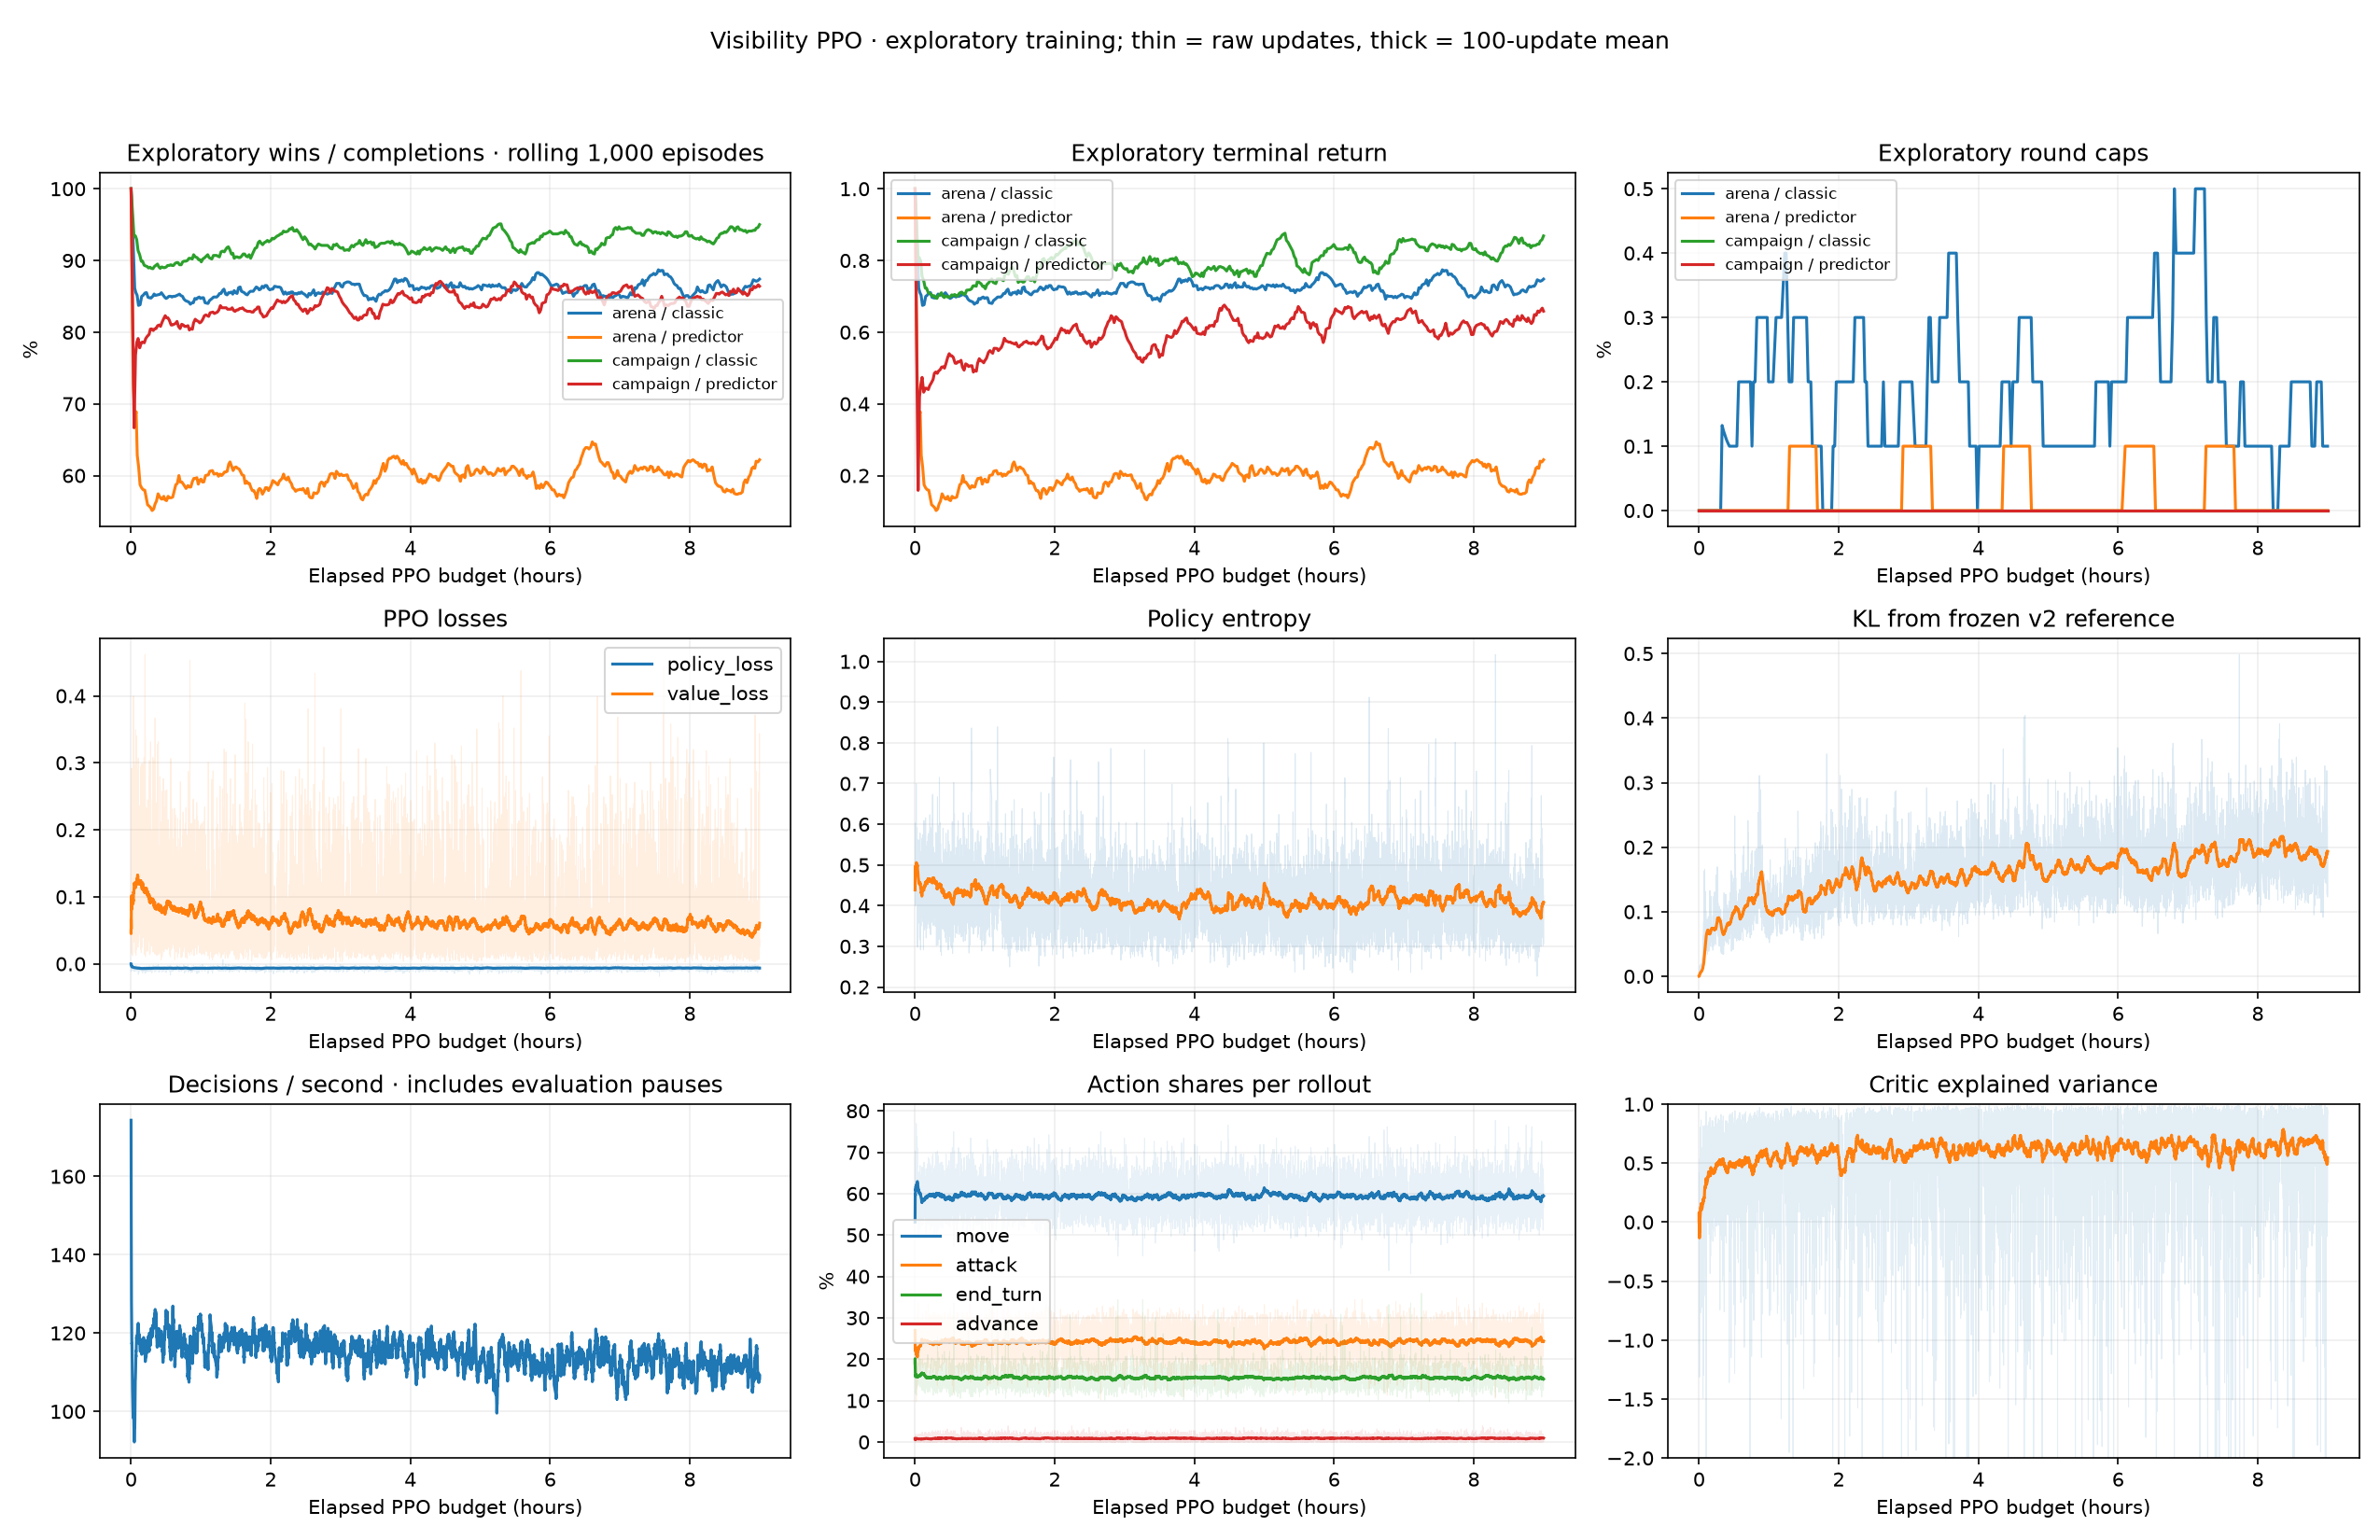 Visibility PPO · exploratory training; thin = raw updates, thick = 100-update mean
Exploratory wins / completions · rolling 1,000 episodes
100
90
80
70
60
%
arena / classic
arena / predictor
campaign / classic
campaign / predictor
0 2 4 6 8
Elapsed PPO budget (hours)
Exploratory terminal return
1.0
0.8
0.6
0.4
0.2
arena / classic
arena / predictor
campaign / classic
campaign / predictor
0 2 4 6 8
Elapsed PPO budget (hours)
Exploratory round caps
0.5
0.4
0.3
0.2
0.1
0.0
%
arena / classic
arena / predictor
campaign / classic
campaign / predictor
0 2 4 6 8
Elapsed PPO budget (hours)
PPO losses
0.4
0.3
0.2
0.1
0.0
policy_loss
value_loss
0 2 4 6 8
Elapsed PPO budget (hours)
Policy entropy
1.0
0.9
0.8
0.7
0.6
0.5
0.4
0.3
0.2
0 2 4 6 8
Elapsed PPO budget (hours)
KL from frozen v2 reference
0.5
0.4
0.3
0.2
0.1
0.0
0 2 4 6 8
Elapsed PPO budget (hours)
Decisions / second · includes evaluation pauses
160
140
120
100
0 2 4 6 8
Elapsed PPO budget (hours)
Action shares per rollout
80
70
60
50
40
30
20
10
0
%
move
attack
end_turn
advance
0 2 4 6 8
Elapsed PPO budget (hours)
Critic explained variance
1.0
0.5
0.0
−0.5
−1.0
−1.5
−2.0
0 2 4 6 8
Elapsed PPO budget (hours)